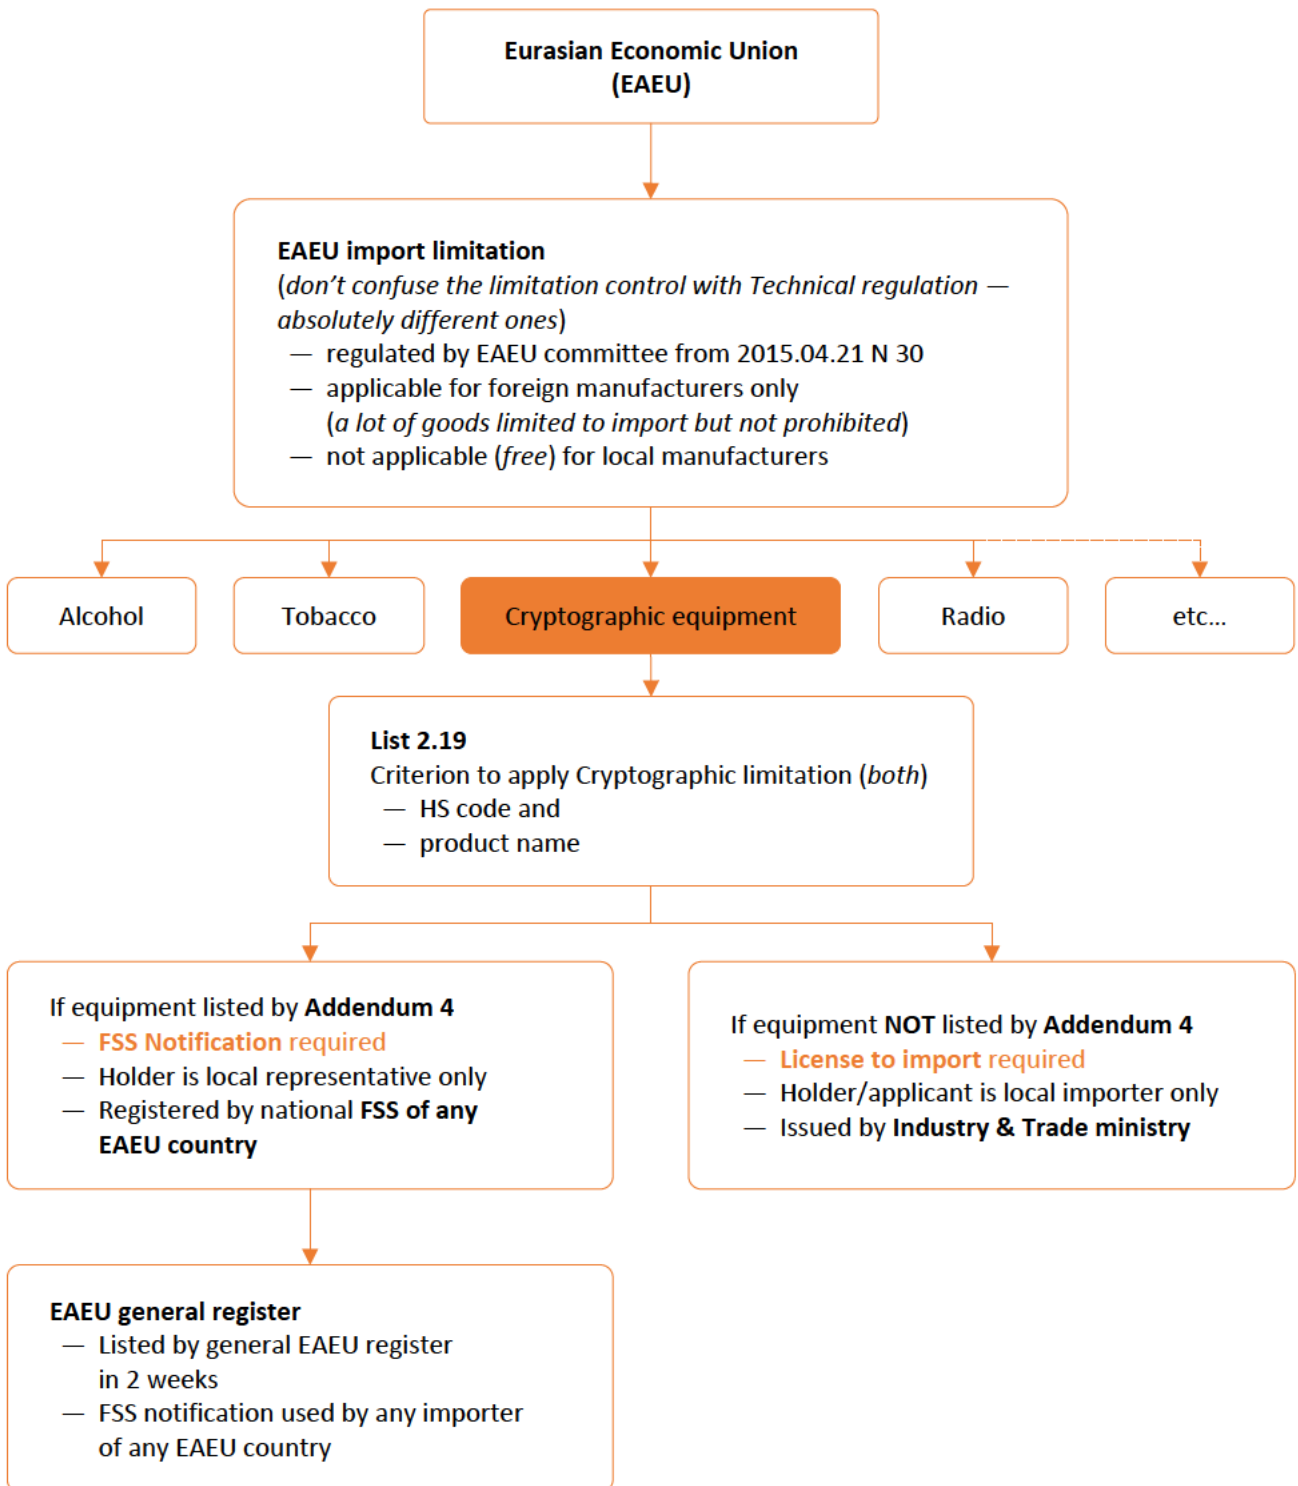 Eurasian Economic Union
(EAEU)
EAEU import limitation
(don’t confuse the limitation control with Technical regulation —
absolutely different ones)
— regulated by EAEU committee from 2015.04.21 N 30
— applicable for foreign manufacturers only
(a lot of goods limited to import but not prohibited)
— not applicable (free) for local manufacturers
Alcohol
Tobacco
Cryptographic equipment
Radio
etc...
List 2.19
Criterion to apply Cryptographic limitation (both)
— HS code and
— product name
If equipment listed by Addendum 4
— FSS Notification required
— Holder is local representative only
— Registered by national FSS of any
EAEU country
If equipment NOT listed by Addendum 4
— License to import required
— Holder/applicant is local importer only
— Issued by Industry & Trade ministry
EAEU general register
— Listed by general EAEU register
in 2 weeks
— FSS notification used by any importer
of any EAEU country